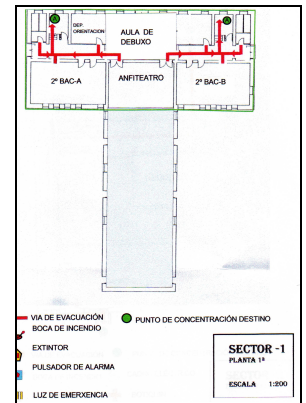 A
A
DEP.
ORIENTACION
AULA DE
DEBUXO
2º BAC-A
ANFITEATRO
2º BAC-B
VIA DE EVACUACIÓN
PUNTO DE CONCENTRACIÓN DESTINO
BOCA DE INCENDIO
EXTINTOR
PULSADOR DE ALARMA
LUZ DE EMERXENCIA
SECTOR -1
PLANTA 1ª
ESCALA 1:200